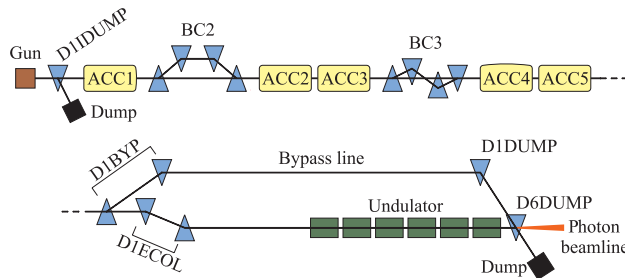 Gun
D1IDUMP
ACC1
BC2
ACC2
ACC3
BC3
ACC4
ACC5
Dump
D1BYP
Bypass line
D1DUMP
D1ECOL
Undulator
D6DUMP
Photon
beamline
Dump